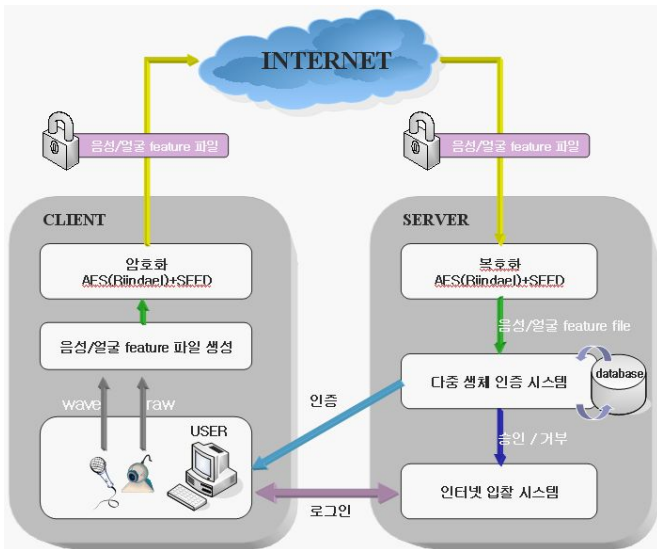 INTERNET
음성/얼굴 feature 파일
음성/얼굴 feature 파일
CLIENT
암호화
AES(Riindael)+SEED
음성/얼굴 feature 파일 생성
wave
raw
USER
인증
로그인
SERVER
복호화
AES(Riindael)+SEED
음성/얼굴 feature file
다중 생체 인증 시스템
database
승인 / 거부
인터넷 입찰 시스템